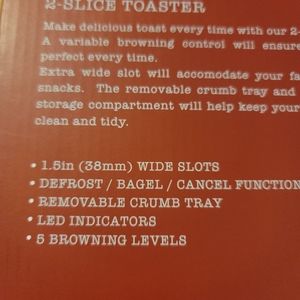 2-SLICE TOASTER
Make delicious toast every time with our 2-
A variable browning control will ensure
perfect every time.
Extra wide slot will accomodate your fa
snacks. The removable crumb tray and
storage compartment will help keep your
clean and tidy.
• 1.5in (38mm) WIDE SLOTS
• DEFROST / BAGEL / CANCEL FUNCTION
• REMOVABLE CRUMB TRAY
• LED INDICATORS
• 5 BROWNING LEVELS